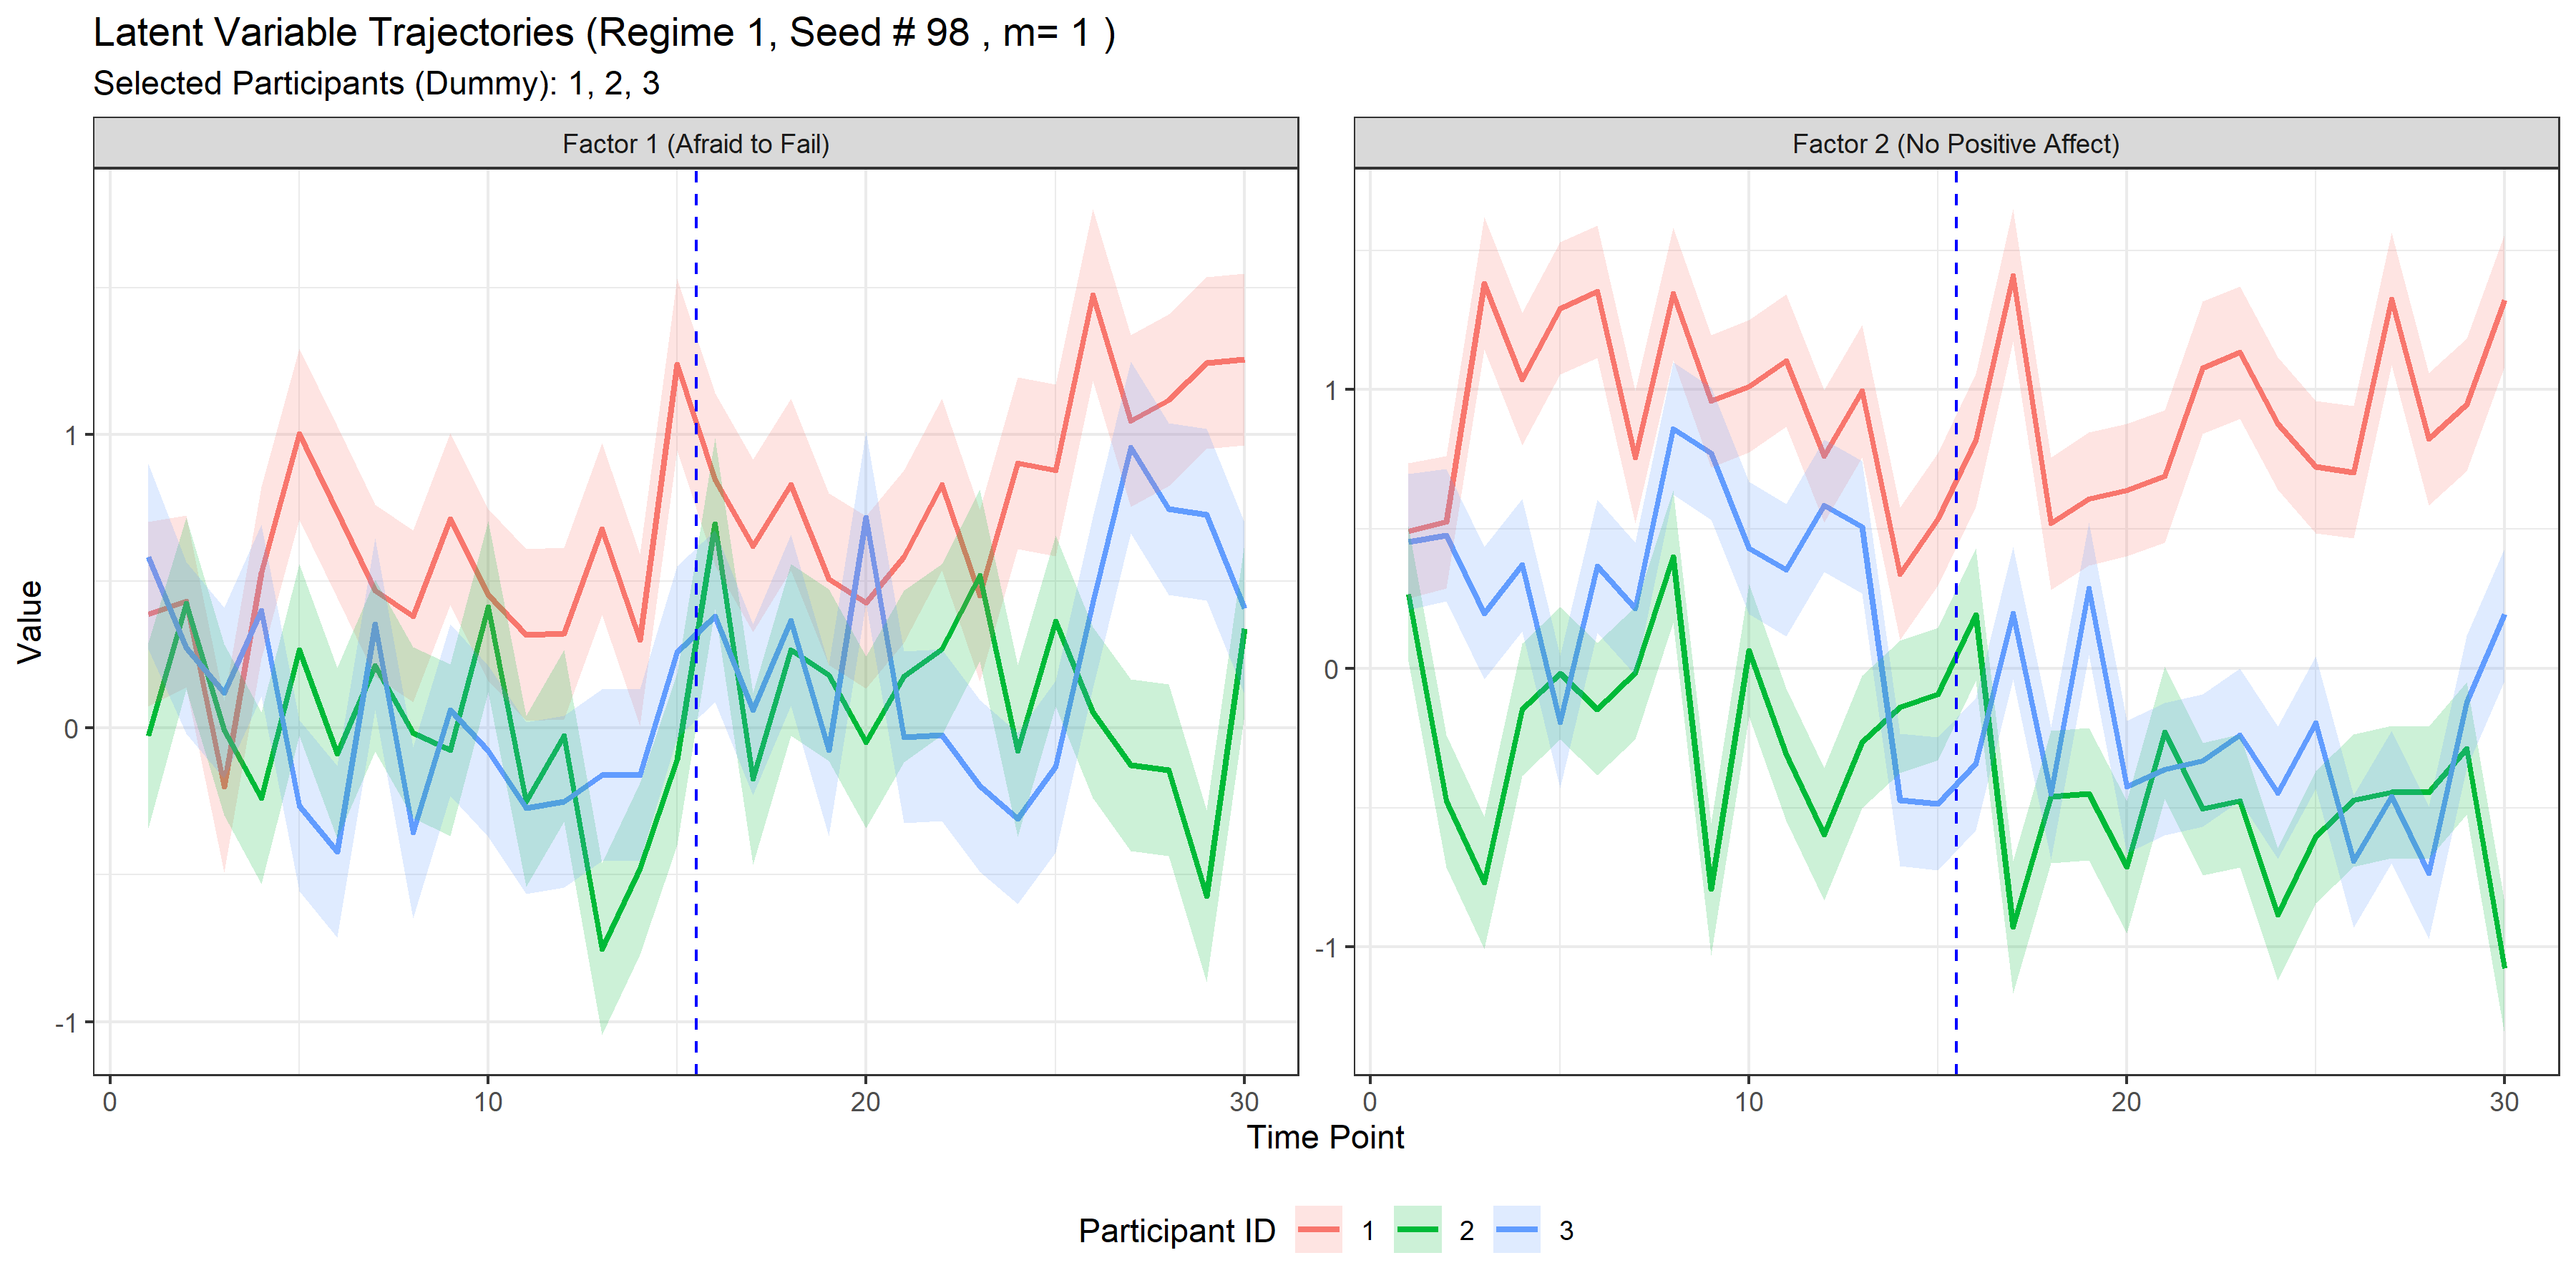 Latent Variable Trajectories (Regime 1, Seed # 98 , m= 1 )
Selected Participants (Dummy): 1, 2, 3
Factor 1 (Afraid to Fail)
Factor 2 (No Positive Affect)
Value
1
0
-1
1
0
-1
0
10
20
30
0
10
20
30
Time Point
Participant ID 1 2 3